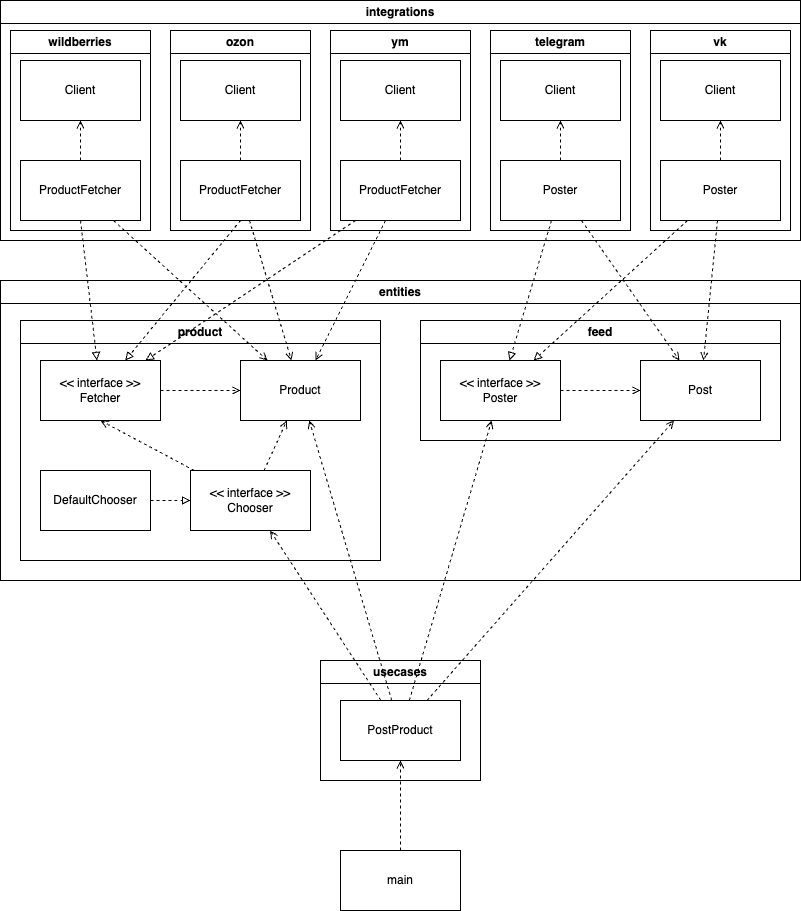 integrations
wildberries
ozon
ym
telegram
vk
Client
Client
Client
Client
Client
ProductFetcher
ProductFetcher
ProductFetcher
Poster
Poster
entities
product
feed
<< interface >>
Fetcher
Product
<< interface >>
Poster
Post
DefaultChooser
<< interface >>
Chooser
usecases
PostProduct
main